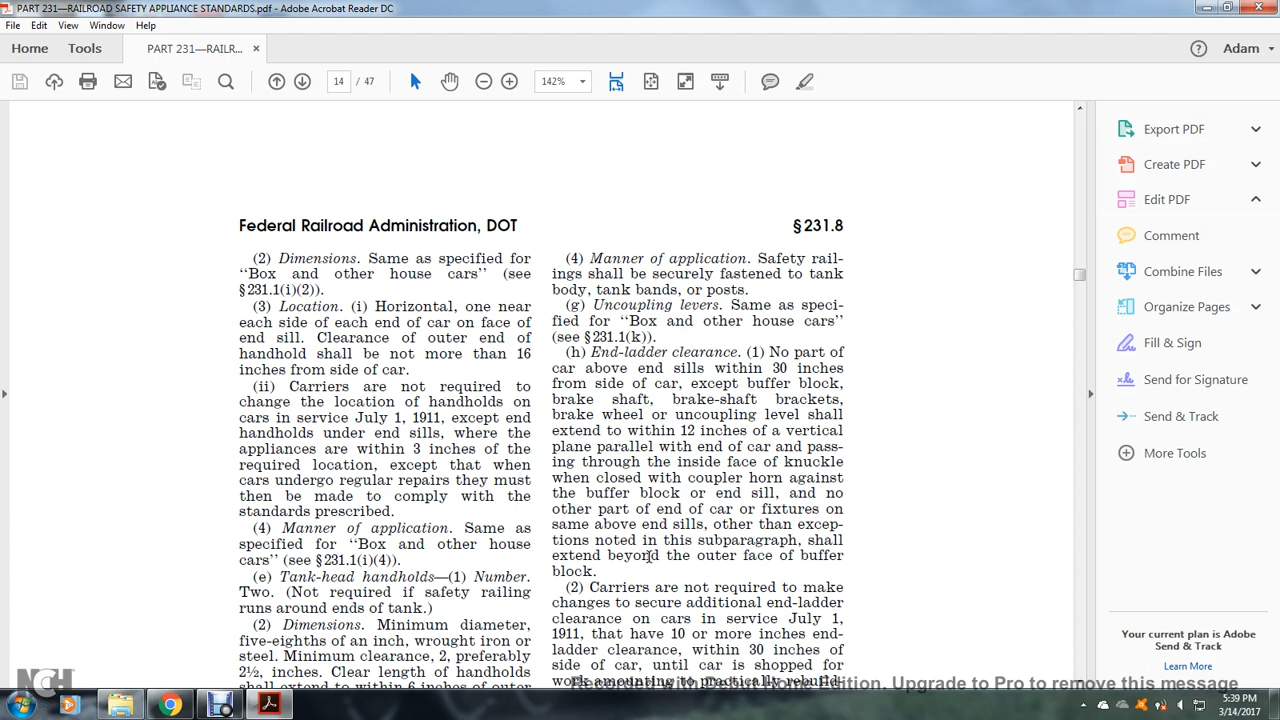 PART 231—RAILROAD SAFETY APPLIANCE STANDARDS.pdf - Adobe Acrobat Reader DC
File Edit View Window Help
Home Tools PART 231—RAILR... ×
Adam
14 / 47 142%
Federal Railroad Administration, DOT § 231.8
(2) Dimensions. Same as specified for
‘‘Box and other house cars’’ (see
§ 231.1(i)(2)).
(3) Location. (i) Horizontal, one near
each side of each end of car on face of
end sill. Clearance of outer end of
handhold shall be not more than 16
inches from side of car.
(ii) Carriers are not required to
change the location of handholds on
cars in service July 1, 1911, except end
handholds under end sills, where the
appliances are within 3 inches of the
required location, except that when
cars undergo regular repairs they must
then be made to comply with the
standards prescribed.
(4) Manner of application. Same as
specified for ‘‘Box and other house
cars’’ (see § 231.1(i)(4)).
(e) Tank-head handholds—(1) Number.
Two. (Not required if safety railing
runs around ends of tank.)
(2) Dimensions. Minimum diameter,
five-eighths of an inch, wrought iron or
steel. Minimum clearance, 2, preferably
2½, inches. Clear length of handholds
shall extend to within 6 inches of outer
(4) Manner of application. Safety rail-
ings shall be securely fastened to tank
body, tank bands, or posts.
(g) Uncoupling levers. Same as speci-
fied for ‘‘Box and other house cars’’
(see § 231.1(k)).
(h) End-ladder clearance. (1) No part of
car above end sills within 30 inches
from side of car, except buffer block,
brake shaft, brake-shaft brackets,
brake wheel or uncoupling level shall
extend to within 12 inches of a vertical
plane parallel with end of car and pass-
ing through the inside face of knuckle
when closed with coupler horn against
the buffer block or end sill, and no
other part of end of car or fixtures on
same above end sills, other than excep-
tions noted in this subparagraph, shall
extend beyond the outer face of buffer
block.
(2) Carriers are not required to make
changes to secure additional end-ladder
clearance on cars in service July 1,
1911, that have 10 or more inches end-
ladder clearance, within 30 inches of
side of car, until car is shopped for
work amounting to practically rebuild-
Export PDF
Create PDF
Edit PDF
Comment
Combine Files
Organize Pages
Fill & Sign
Send for Signature
Send & Track
More Tools
Your current plan is Adobe
Send & Track
Learn More
NCH
Recorded with Debut Free Edition. Upgrade to Pro to remove this message
5:39 PM
3/14/2017